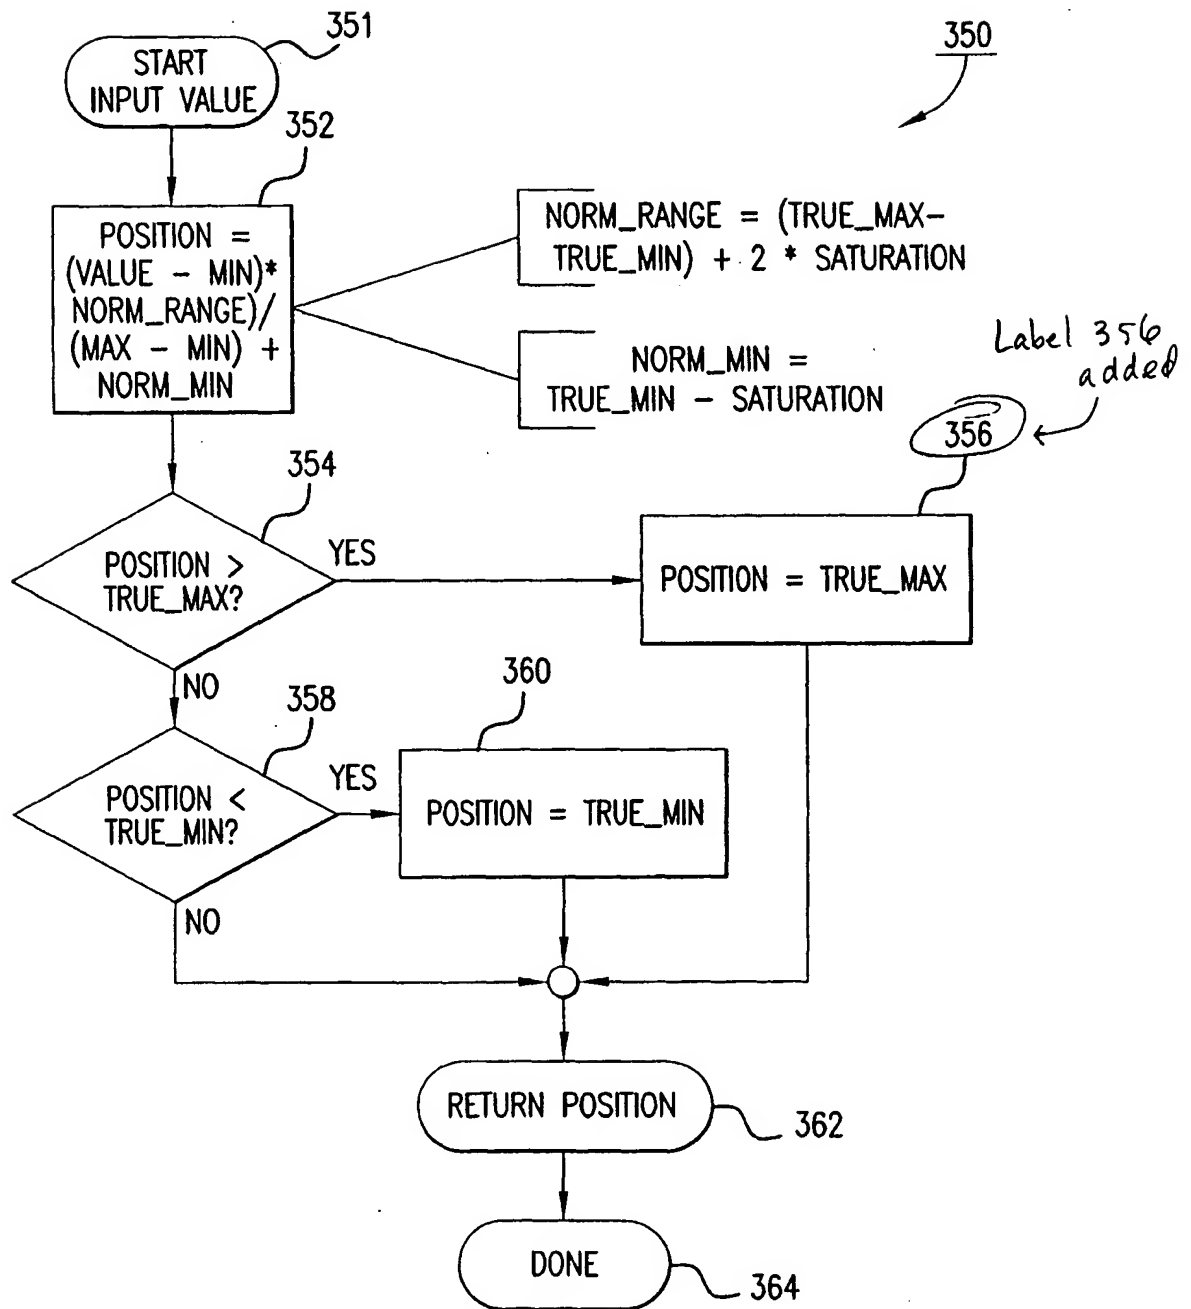 351
350
START
INPUT VALUE
352
POSITION =
(VALUE - MIN)*
NORM_RANGE)/
(MAX - MIN) +
NORM_MIN
NORM_RANGE = (TRUE_MAX-
TRUE_MIN) + 2 * SATURATION
NORM_MIN =
TRUE_MIN - SATURATION
Label 356
added
356
354
POSITION >
TRUE_MAX?
YES
POSITION = TRUE_MAX
NO
358
360
POSITION <
TRUE_MIN?
YES
POSITION = TRUE_MIN
NO
RETURN POSITION
362
DONE
364